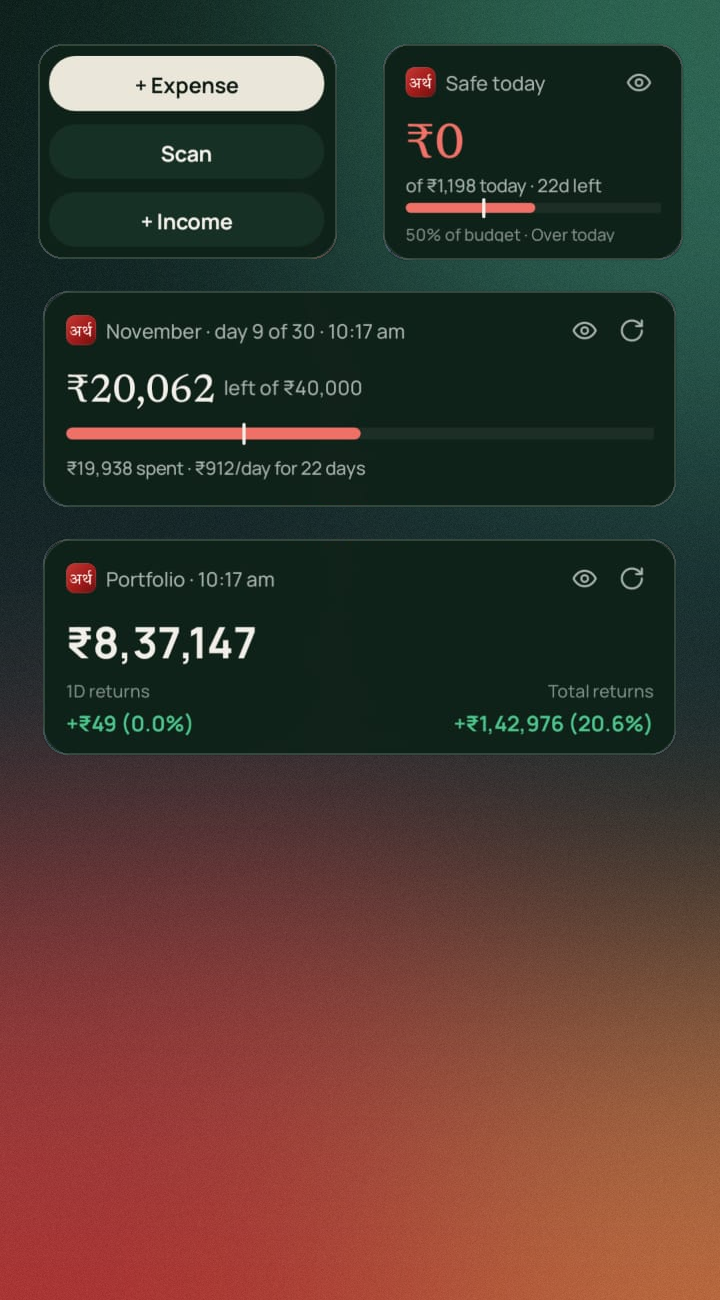 + Expense
Scan
+ Income
अर्थ Safe today
₹0
of ₹1,198 today · 22d left
50% of budget · Over today
अर्थ November · day 9 of 30 · 10:17 am
₹20,062 left of ₹40,000
₹19,938 spent · ₹912/day for 22 days
अर्थ Portfolio · 10:17 am
₹8,37,147
1D returns Total returns
+₹49 (0.0%) +₹1,42,976 (20.6%)